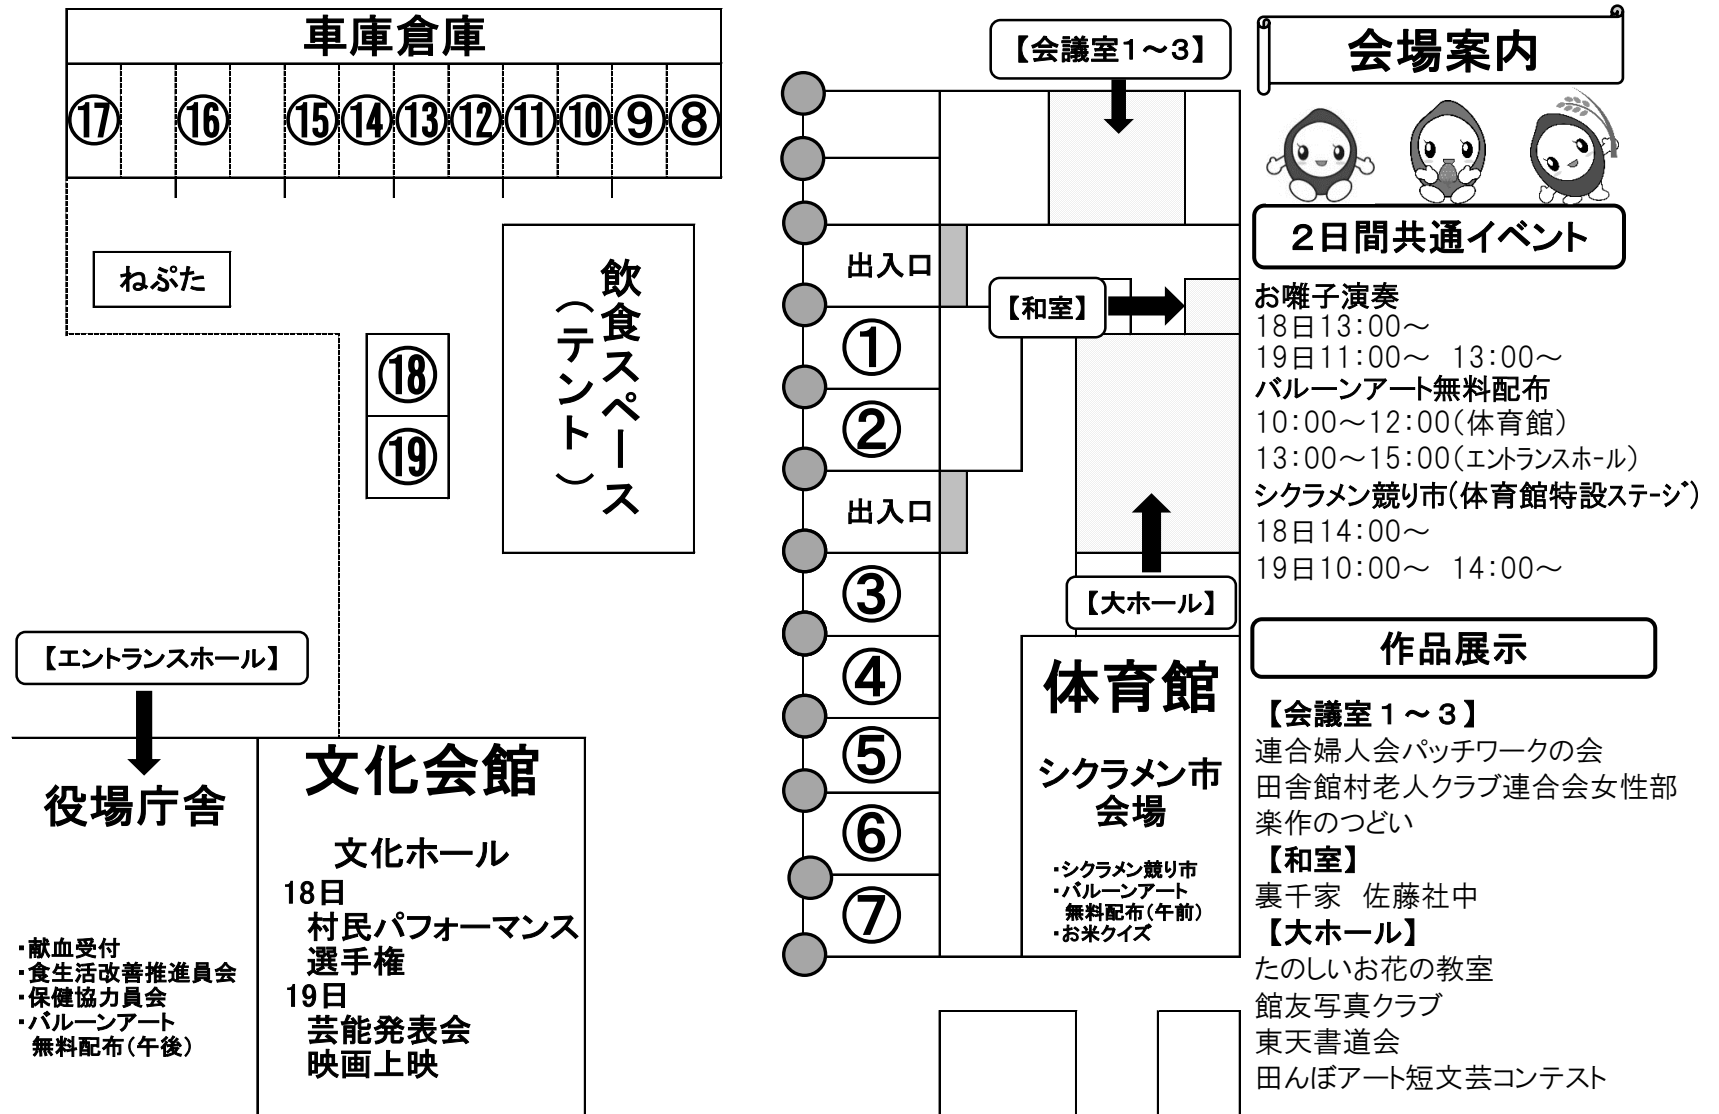 車庫倉庫
⑰ ⑯ ⑮ ⑭ ⑬ ⑫ ⑪ ⑩ ⑨ ⑧
ねぷた
飲食スペース
（テント）
⑱
⑲
【エントランスホール】
役場庁舎
・献血受付
・食生活改善推進員会
・保健協力員会
・バルーンアート
無料配布（午後）
文化会館
文化ホール
18日
村民パフォーマンス
選手権
19日
芸能発表会
映画上映
【会議室１～３】
出入口
【和室】
①
②
出入口
③
【大ホール】
④
⑤
⑥
⑦
体育館
シクラメン市
会場
・シクラメン競り市
・バルーンアート
無料配布（午前）
・お米クイズ
会場案内
２日間共通イベント
お囃子演奏
18日13：00～
19日11：00～　13：00～
バルーンアート無料配布
10：00～12：00（体育館）
13：00～15：00（エントランスホール）
シクラメン競り市（体育館特設ステージ）
18日14：00～
19日10：00～　14：00～
作品展示
【会議室１～３】
連合婦人会パッチワークの会
田舎館村老人クラブ連合会女性部
楽作のつどい
【和室】
裏千家　佐藤社中
【大ホール】
たのしいお花の教室
館友写真クラブ
東天書道会
田んぼアート短文芸コンテスト